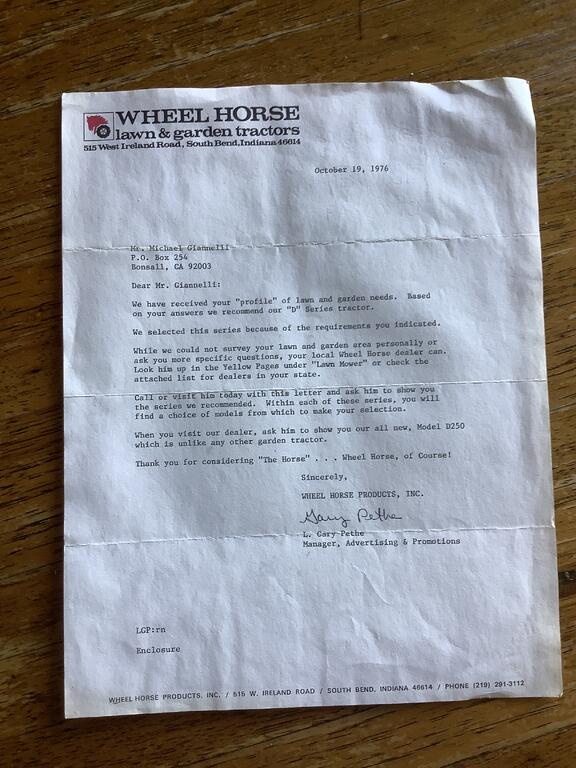 WHEEL HORSE
lawn & garden tractors
515 West Ireland Road, South Bend, Indiana 46614
October 19, 1976
Mr. Michael Giannelli
P.O. Box 254
Bonsall, CA 92003
Dear Mr. Giannelli:
We have received your "profile" of lawn and garden needs. Based
on your answers we recommend our "D" Series tractor.
We selected this series because of the requirements you indicated.
While we could not survey your lawn and garden area personally or
ask you more specific questions, your local Wheel Horse dealer can.
Look him up in the Yellow Pages under "Lawn Mower" or check the
attached list for dealers in your state.
Call or visit him today with this letter and ask him to show you
the series we recommended. Within each of these series, you will
find a choice of models from which to make your selection.
When you visit our dealer, ask him to show you our all new, Model D250
which is unlike any other garden tractor.
Thank you for considering "The Horse" . . . Wheel Horse, of Course!
Sincerely,
WHEEL HORSE PRODUCTS, INC.
Gary Pethe
L. Gary Pethe
Manager, Advertising & Promotions
LGP:rn
Enclosure
WHEEL HORSE PRODUCTS, INC. / 515 W. IRELAND ROAD / SOUTH BEND, INDIANA 46614 / PHONE (219) 291-3112